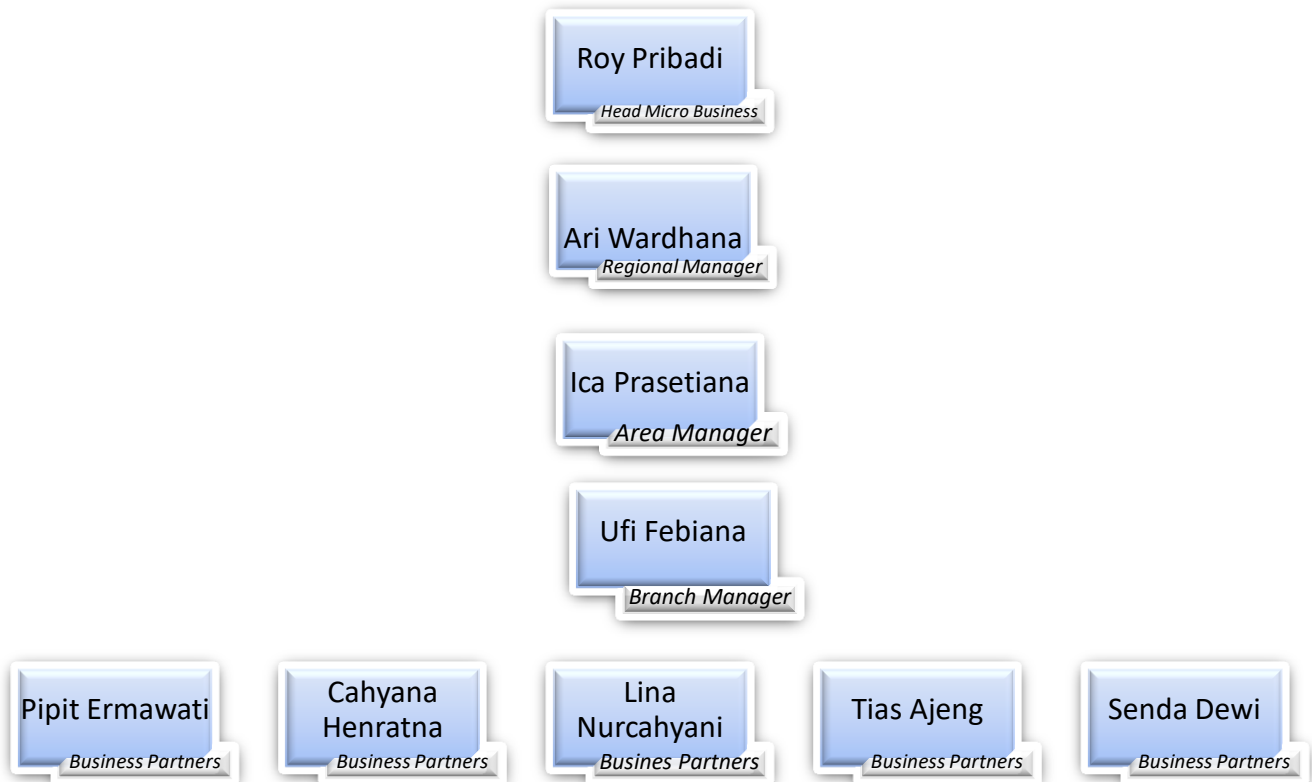 Roy Pribadi
Head Micro Business
Ari Wardhana
Regional Manager
Ica Prasetiana
Area Manager
Ufi Febiana
Branch Manager
Pipit Ermawati
Business Partners
Cahyana
Henratna
Business Partners
Lina
Nurcahyani
Busines Partners
Tias Ajeng
Business Partners
Senda Dewi
Business Partners